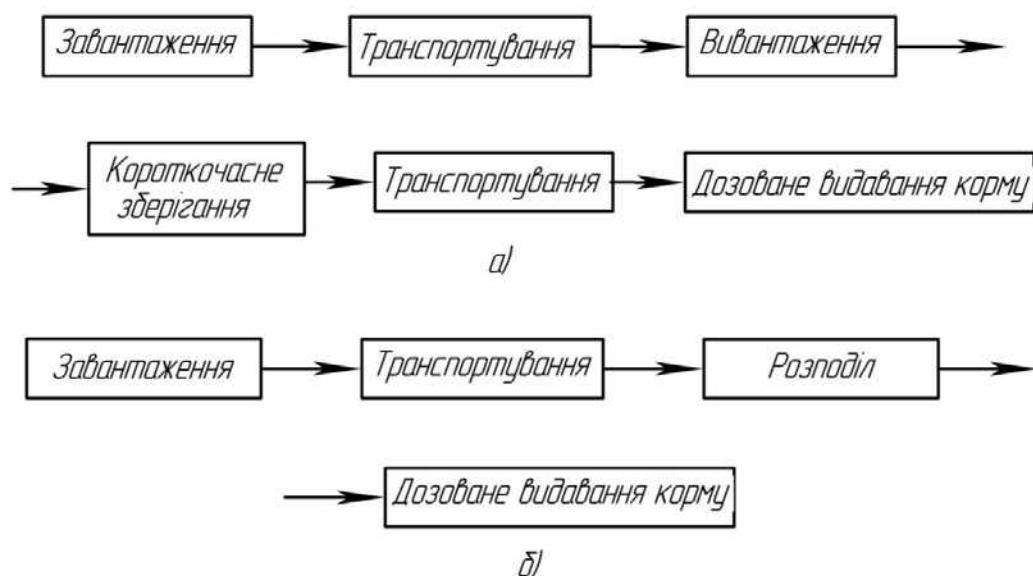 Завантаження
Транспортування
Вивантаження
Короткочасне
зберігання
Транспортування
Дозоване видавання корму
а)
Завантаження
Транспортування
Розподіл
Дозоване видавання корму
б)